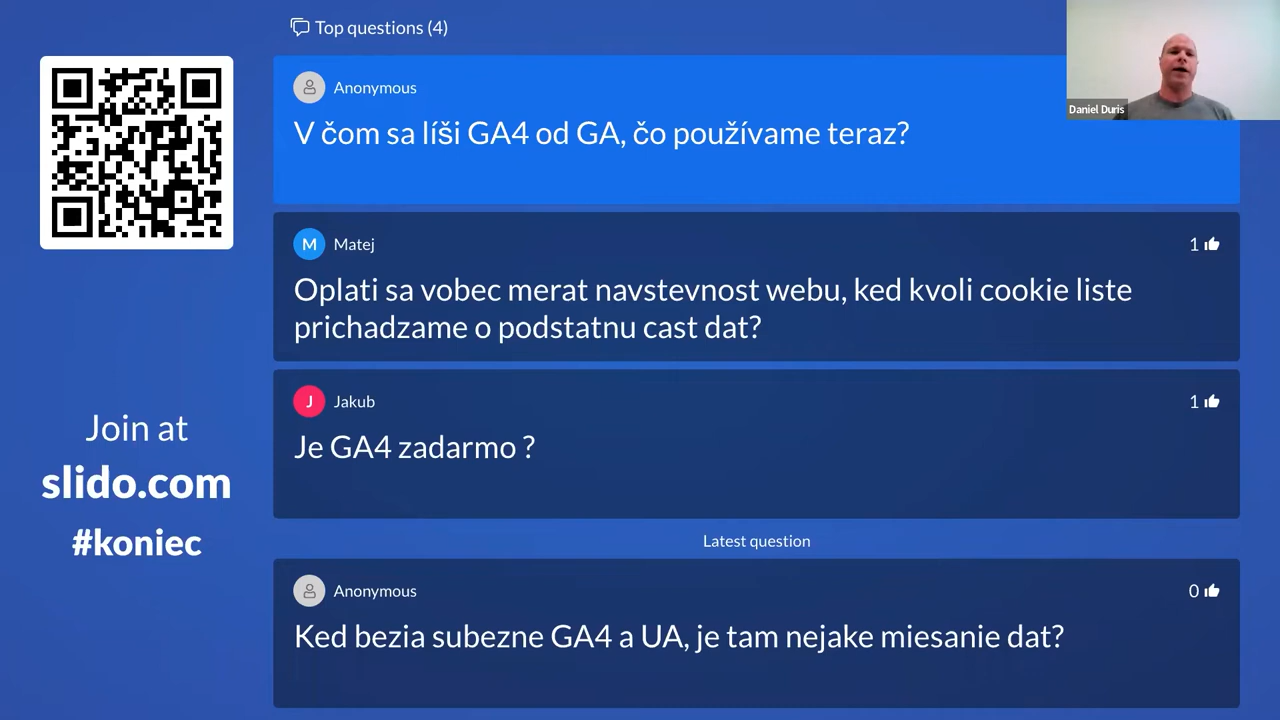 Top questions (4)
Anonymous
V čom sa líši GA4 od GA, čo používame teraz?
Daniel Duris
M Matej 1
Oplati sa vobec merat navstevnost webu, ked kvoli cookie liste
prichadzame o podstatnu cast dat?
J Jakub 1
Je GA4 zadarmo ?
Latest question
Anonymous 0
Ked bezia subezne GA4 a UA, je tam nejake miesanie dat?
Join at
slido.com
#koniec